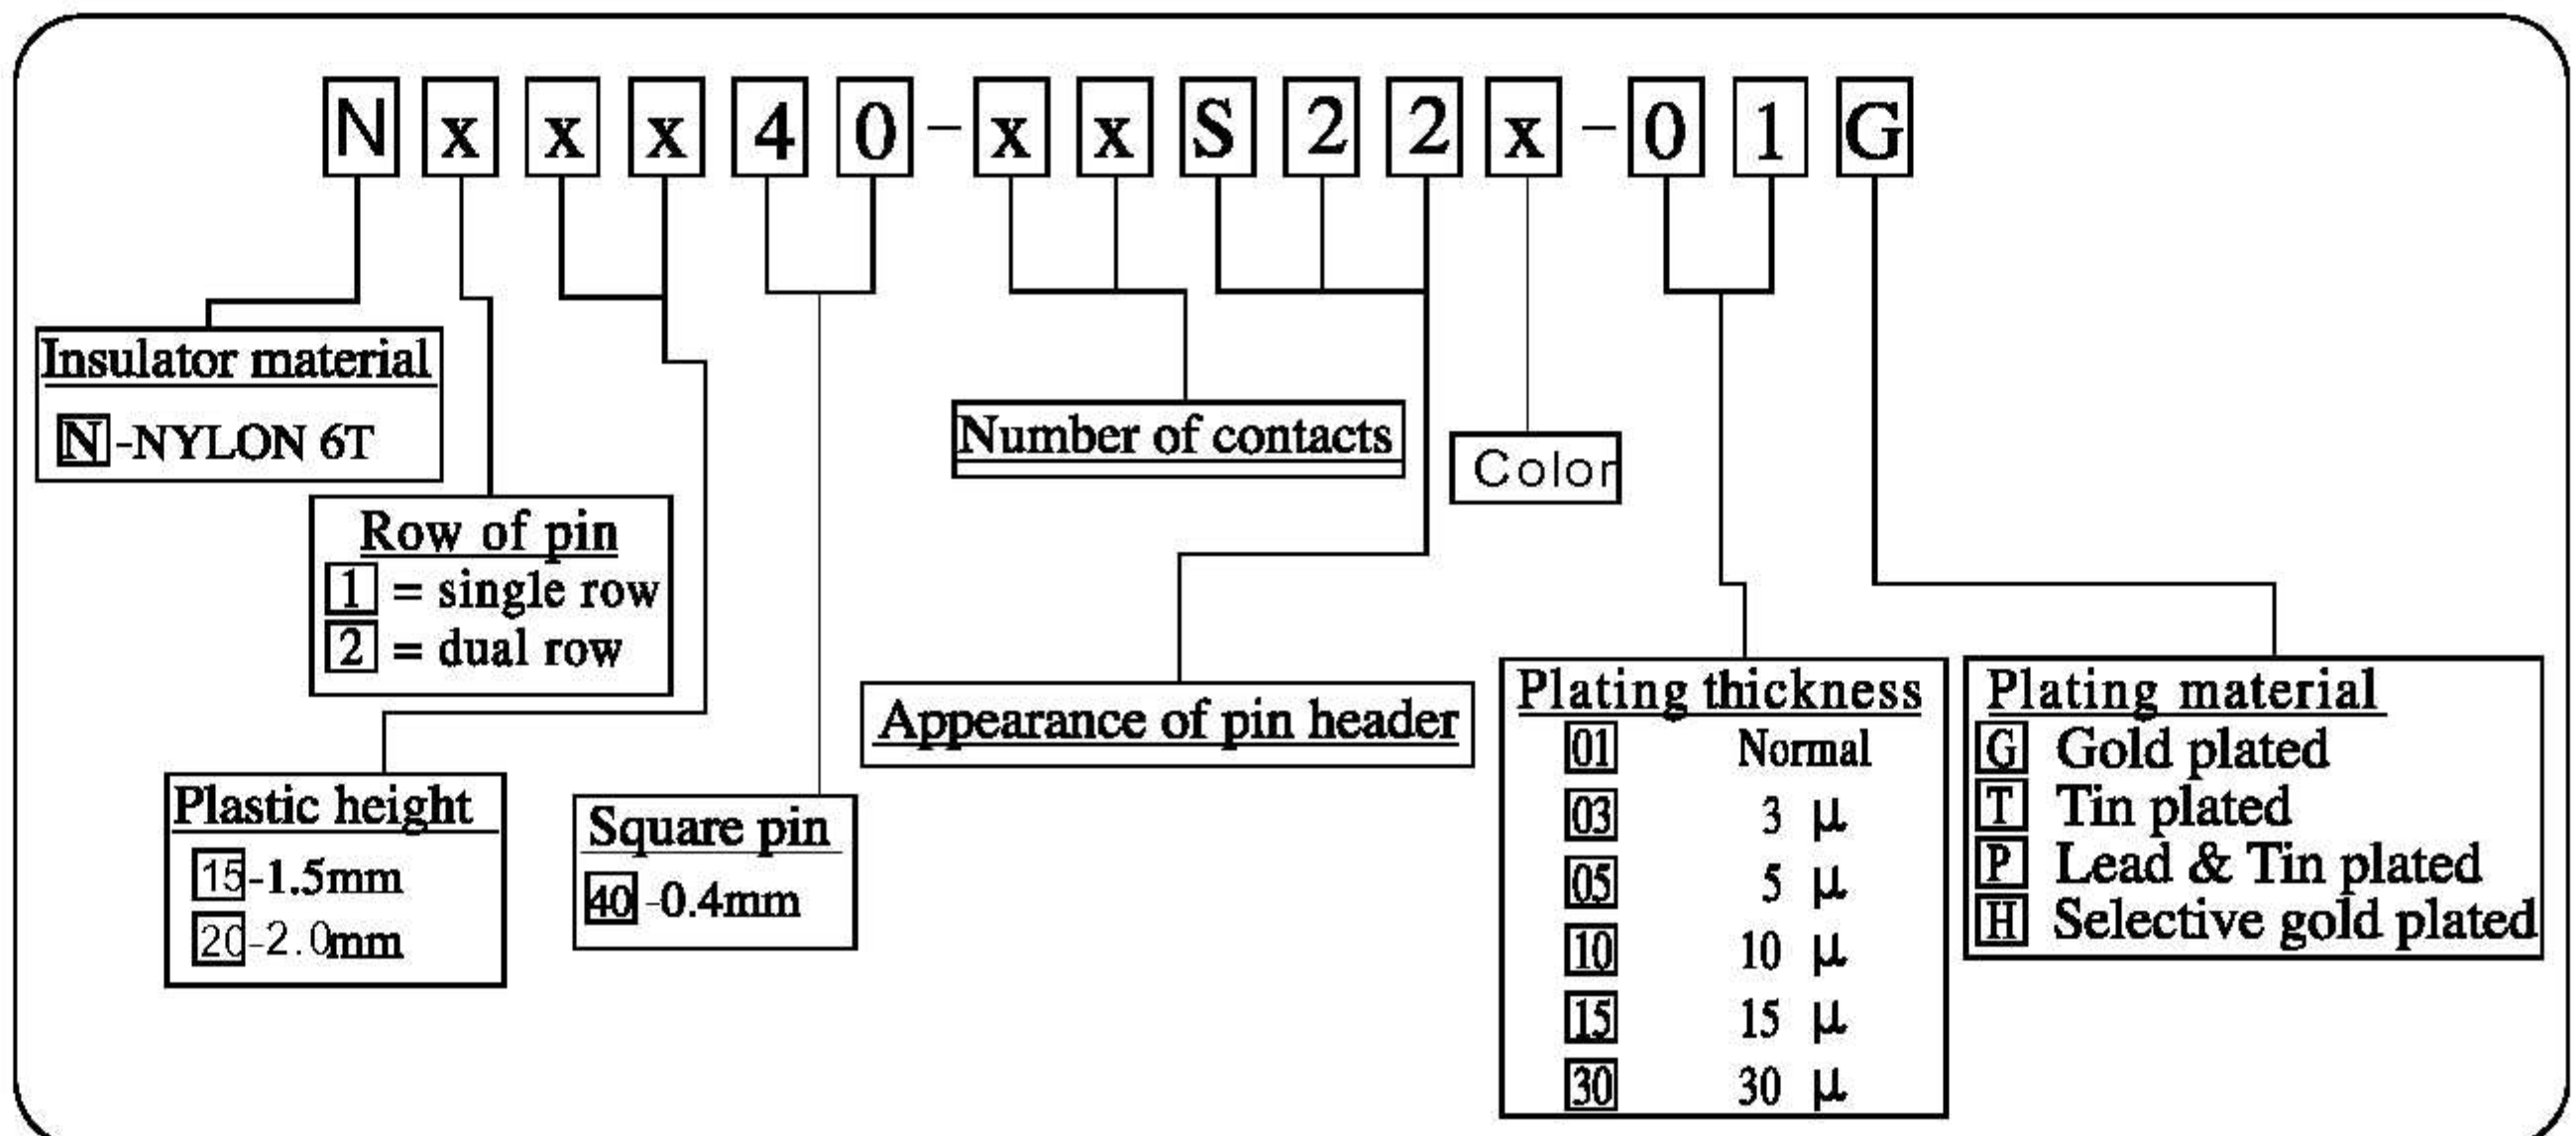 N x x x 4 0 - x x S 2 2 x - 0 1 G
Insulator material
N -NYLON 6T
Row of pin
1 = single row
2 = dual row
Plastic height
15-1.5mm
20-2.0mm
Square pin
40 -0.4mm
Number of contacts
Appearance of pin header
Color
Plating thickness
01 Normal
03 3 μ
05 5 μ
10 10 μ
15 15 μ
30 30 μ
Plating material
G Gold plated
T Tin plated
P Lead & Tin plated
H Selective gold plated